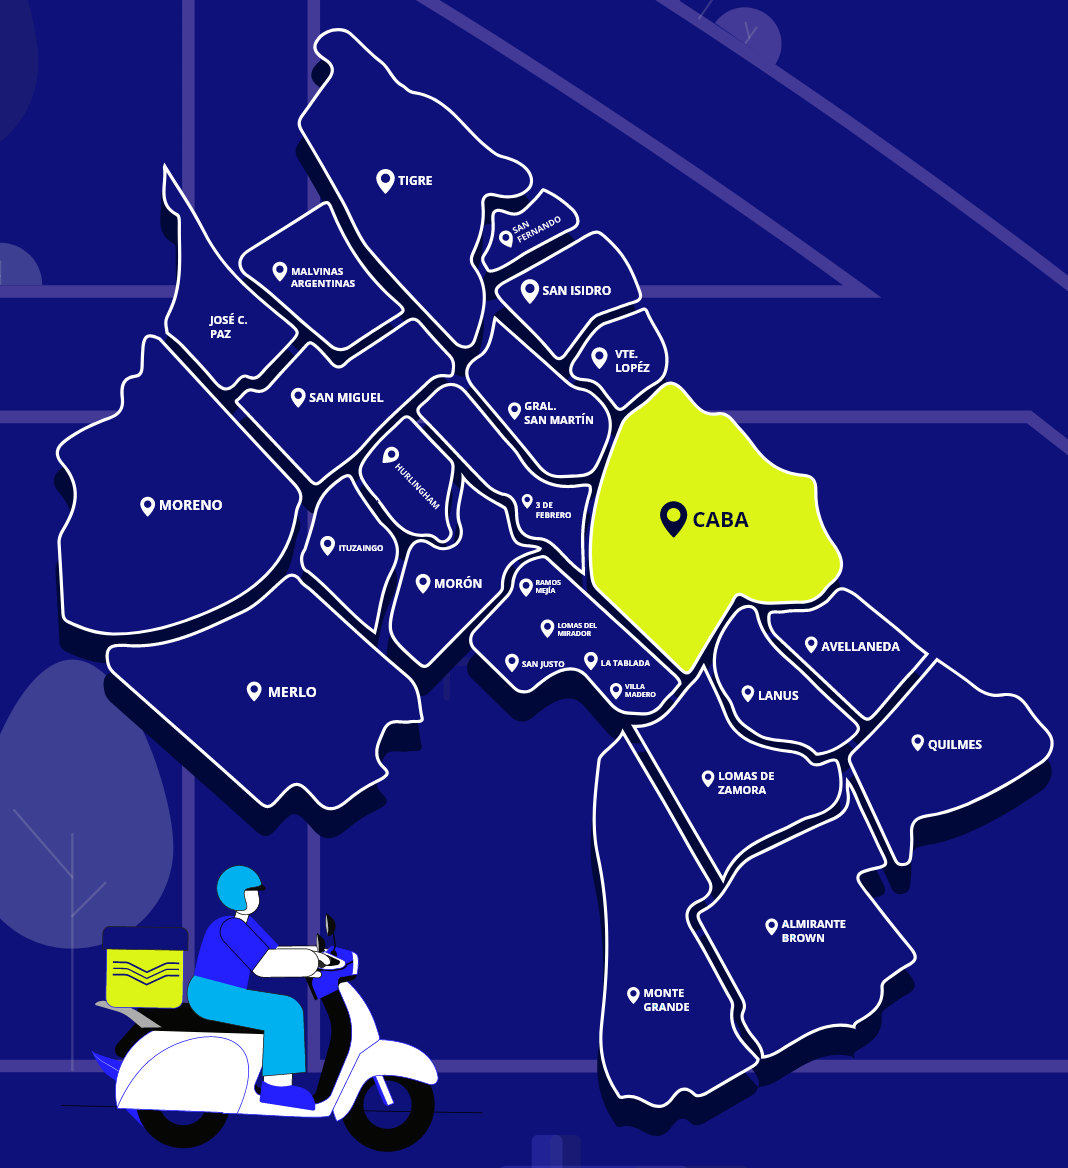 TIGRE
SAN
FERNANDO
MALVINAS
ARGENTINAS
SAN ISIDRO
JOSÉ C.
PAZ
VTE.
LOPÉZ
SAN MIGUEL
GRAL.
SAN MARTÍN
HURLINGHAM
MORENO
3 DE
FEBRERO
CABA
ITUZAINGO
MORÓN
RAMOS
MEJÍA
LOMAS DEL
MIRADOR
SAN JUSTO
LA TABLADA
VILLA
MADERO
AVELLANEDA
MERLO
LANUS
QUILMES
LOMAS DE
ZAMORA
ALMIRANTE
BROWN
MONTE
GRANDE